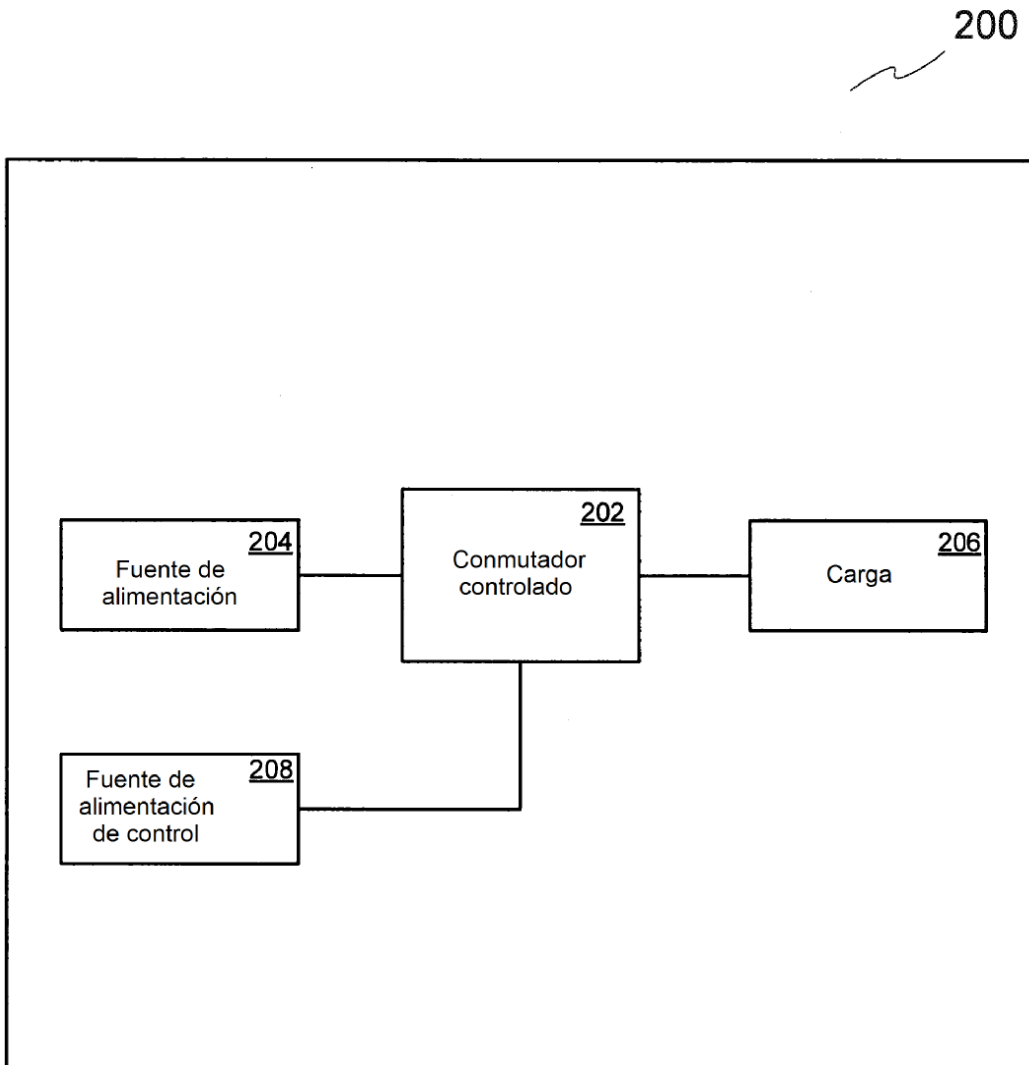 200
202
Conmutador
controlado
204
Fuente de
alimentación
206
Carga
208
Fuente de
alimentación
de control